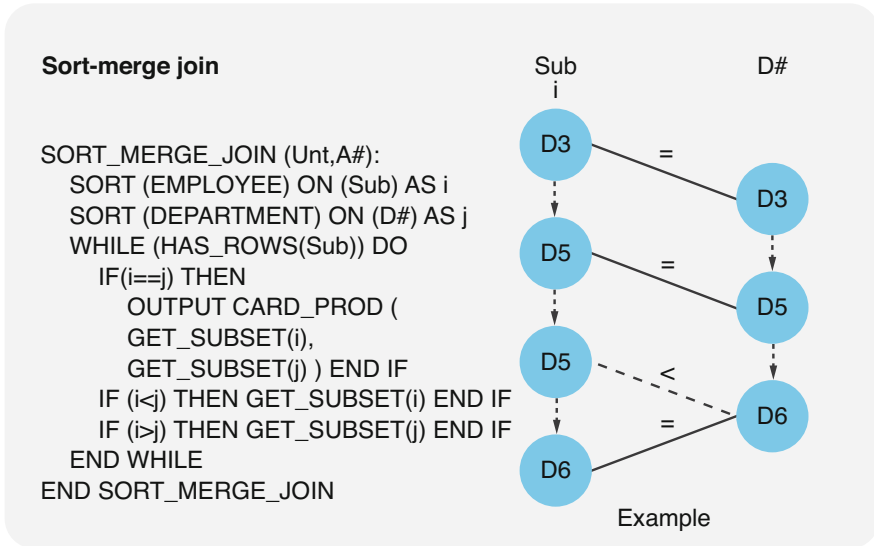 Sort-merge join
SORT_MERGE_JOIN (Unt,A#):
SORT (EMPLOYEE) ON (Sub) AS i
SORT (DEPARTMENT) ON (D#) AS j
WHILE (HAS_ROWS(Sub)) DO
IF(i==j) THEN
OUTPUT CARD_PROD (
GET_SUBSET(i),
GET_SUBSET(j) ) END IF
IF (i<j) THEN GET_SUBSET(i) END IF
IF (i>j) THEN GET_SUBSET(j) END IF
END WHILE
END SORT_MERGE_JOIN
Sub
i
D#
D3
=
D3
D5
=
D5
D5
<
D6
=
D6
Example